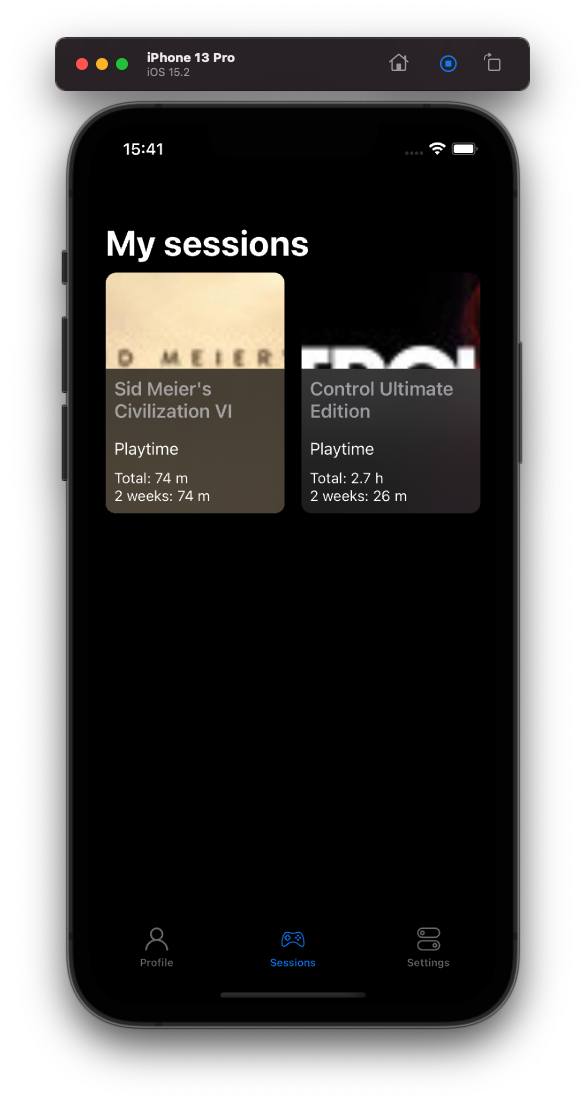 iPhone 13 Pro
iOS 15.2
15:41
My sessions
D MEIER'
TROL
Sid Meier's
Civilization VI
Playtime
Total: 74 m
2 weeks: 74 m
Control Ultimate
Edition
Playtime
Total: 2.7 h
2 weeks: 26 m
Profile
Sessions
Settings